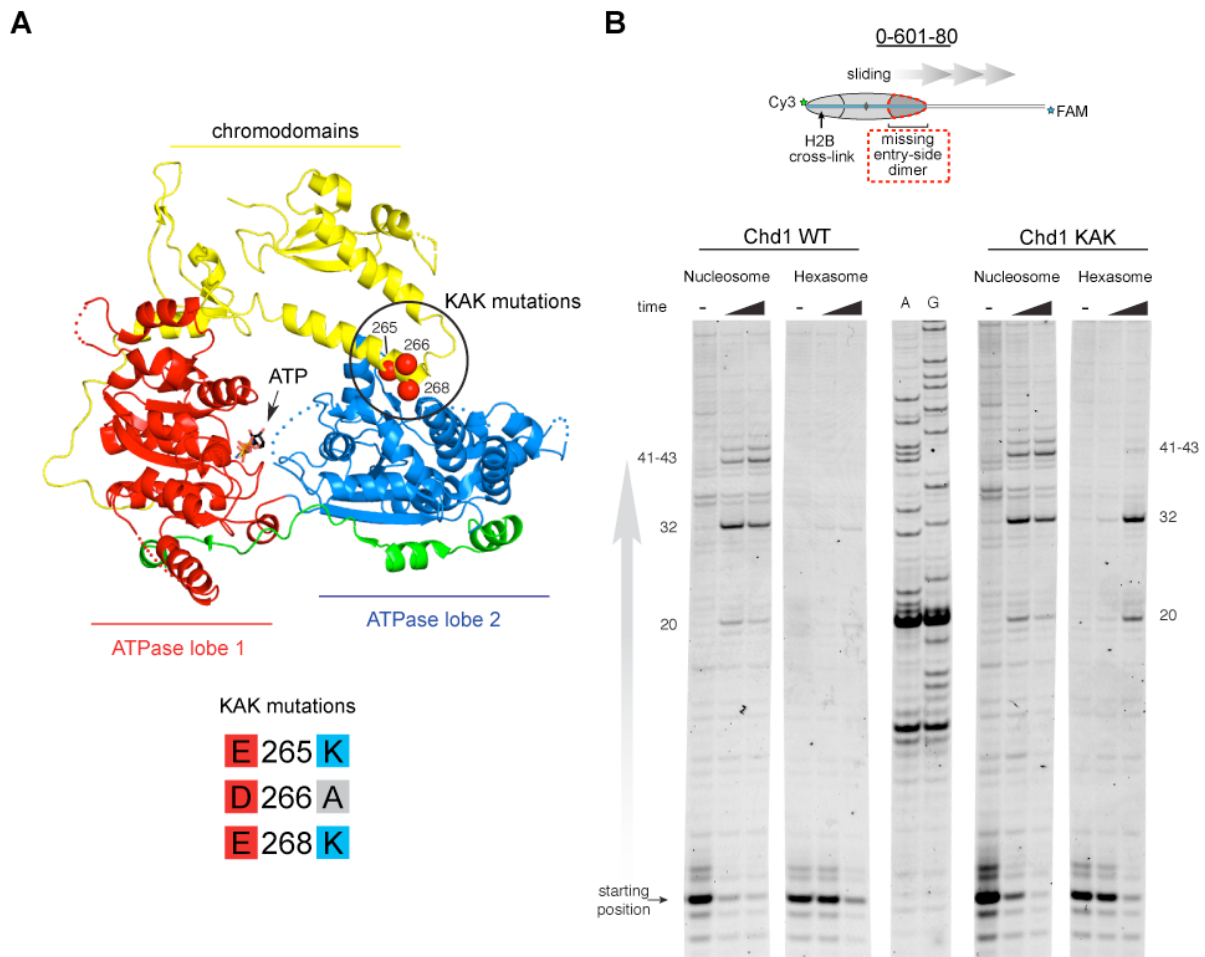 A
chromodomains
KAK mutations
265
266
268
ATP
ATPase lobe 1
ATPase lobe 2
KAK mutations
E 265 K
D 266 A
E 268 K
B
0-601-80
sliding
Cy3
FAM
H2B
cross-link
missing
entry-side
dimer
Chd1 WT
Chd1 KAK
Nucleosome
Hexasome
Nucleosome
Hexasome
time
-
-
A
G
-
-
41-43
32
20
41-43
32
20
starting
position